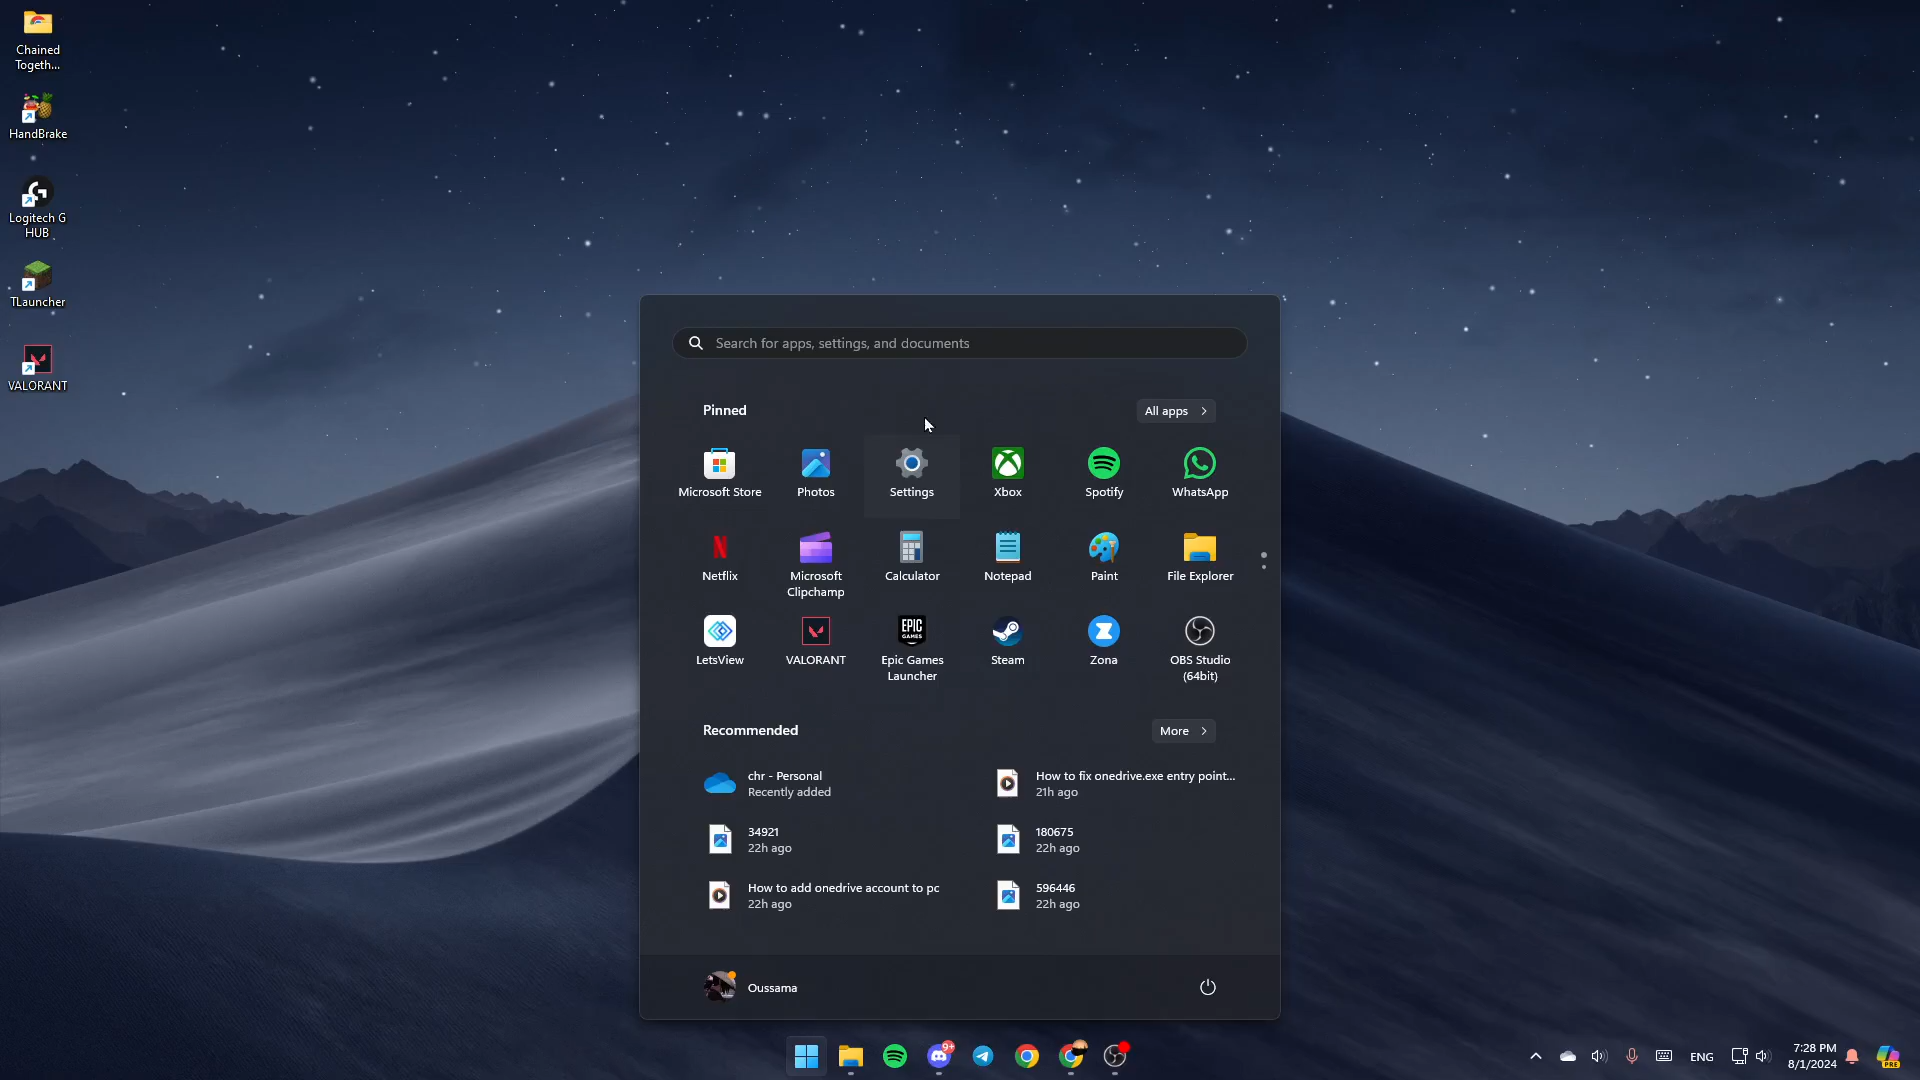 Chained
Togeth...
HandBrake
Logitech G
HUB
TLauncher
VALORANT
Search for apps, settings, and documents
Pinned
All apps
Microsoft Store
Photos
Settings
Xbox
Spotify
WhatsApp
Netflix
Microsoft
Clipchamp
Calculator
Notepad
Paint
File Explorer
LetsView
VALORANT
EPIC
GAMES
Epic Games
Launcher
Steam
Zona
OBS Studio
(64bit)
Recommended
More
chr - Personal
Recently added
How to fix onedrive.exe entry point...
21h ago
34921
22h ago
180675
22h ago
How to add onedrive account to pc
22h ago
596446
22h ago
Oussama
9+
ENG
7:28 PM
8/1/2024
PRE